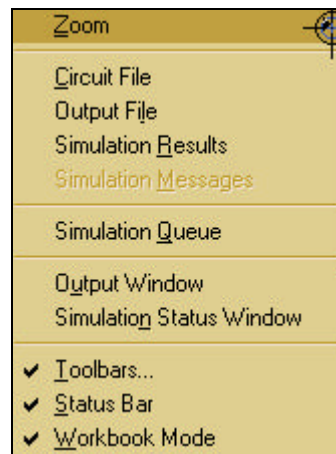 Zoom
Circuit File
Output File
Simulation Results
Simulation Messages
Simulation Queue
Output Window
Simulation Status Window
Toolbars...
Status Bar
Workbook Mode